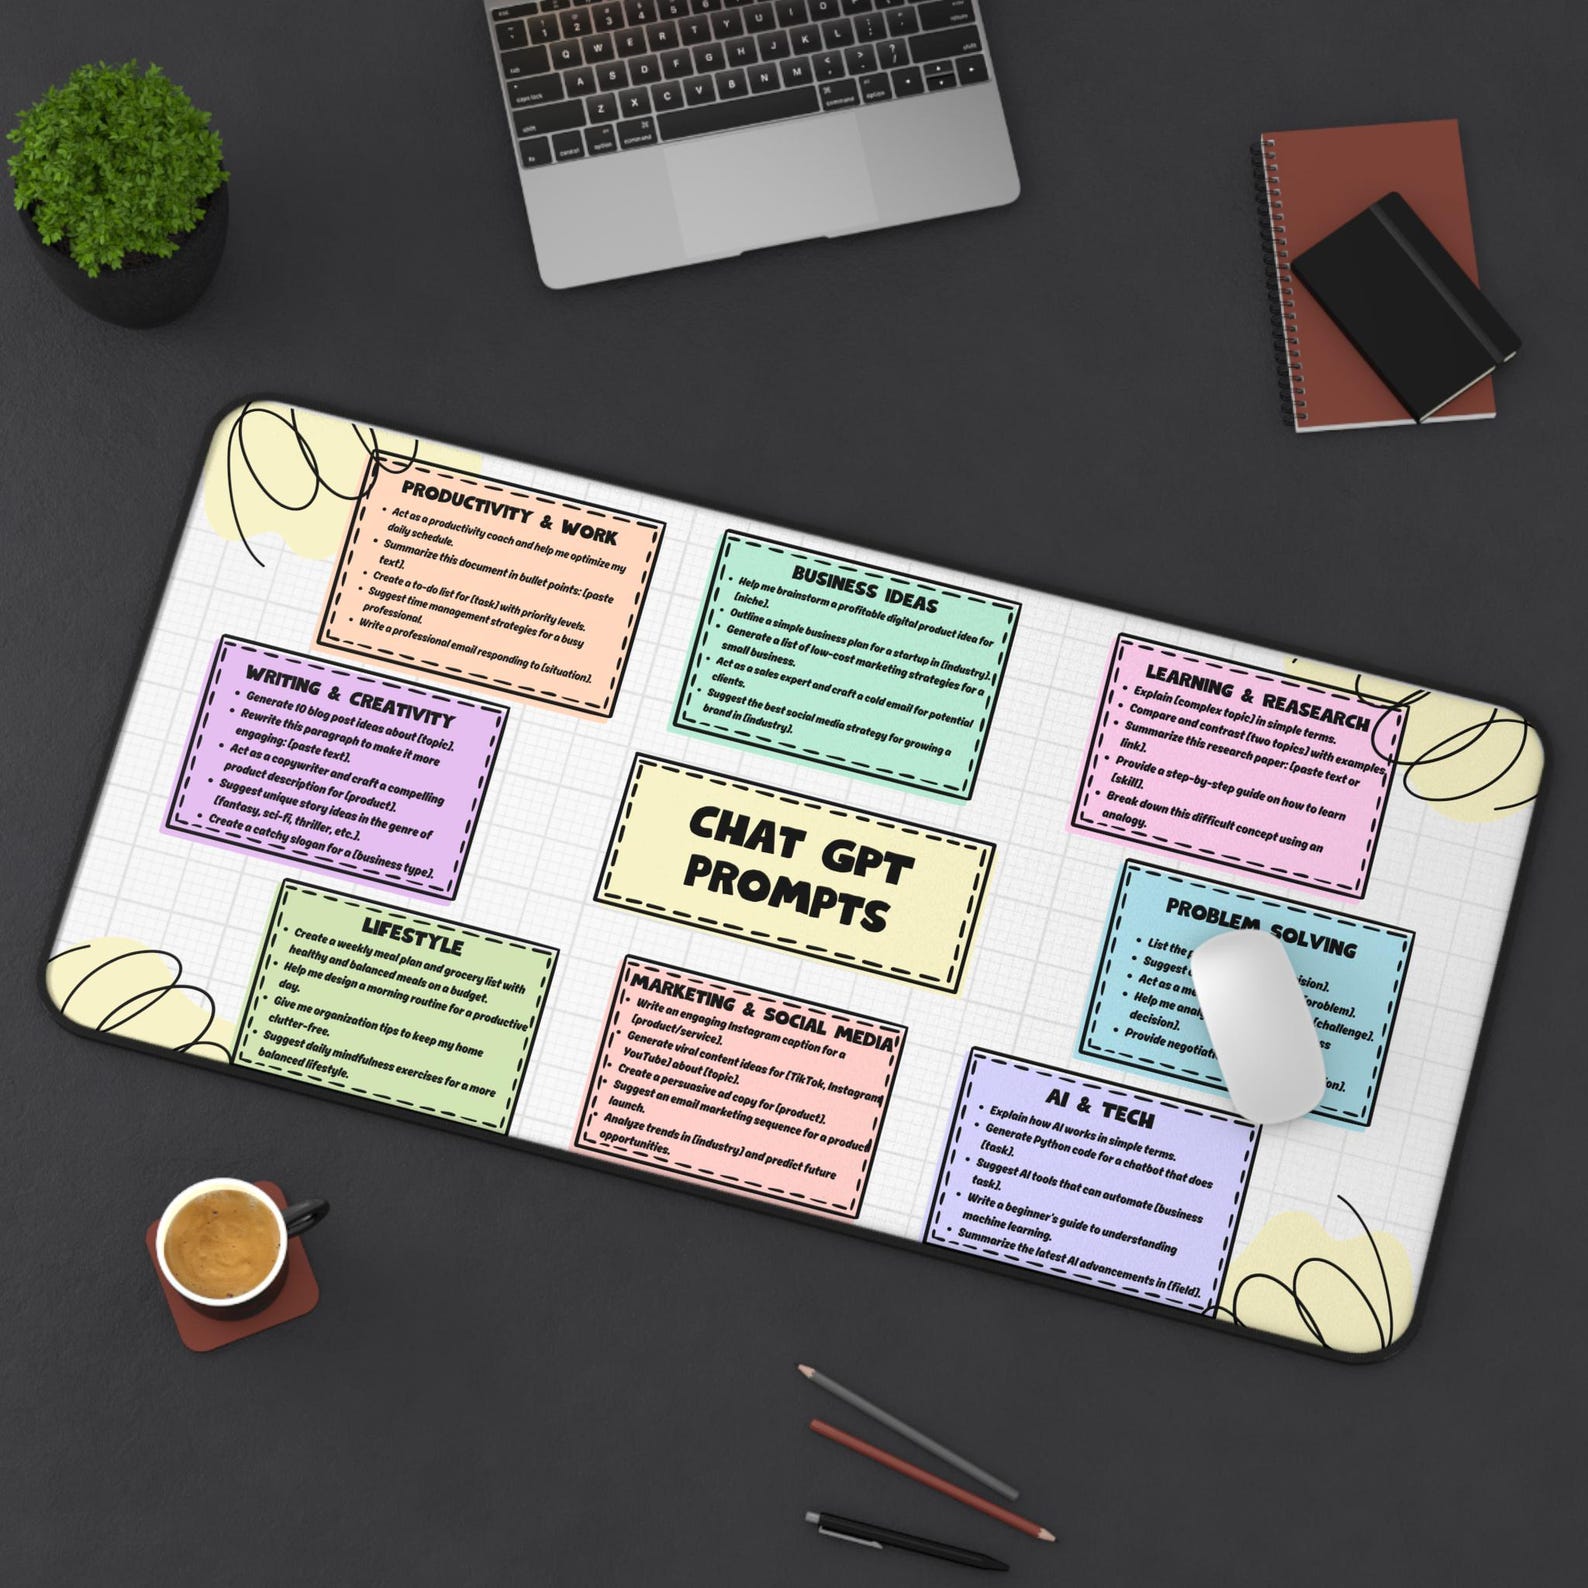 PRODUCTIVITY & WORK
• Act as a productivity coach and help me optimize my
daily schedule.
• Summarize this document in bullet points: [paste
text].
• Create a to-do list for [task] with priority levels.
• Suggest time management strategies for a busy
professional.
• Write a professional email responding to [situation].
BUSINESS IDEAS
• Help me brainstorm a profitable digital product idea for
[niche].
• Outline a simple business plan for a startup in [industry].
• Generate a list of low-cost marketing strategies for a
small business.
• Act as a sales expert and craft a cold email for potential
clients.
• Suggest the best social media strategy for growing a
brand in [industry].
LEARNING & REASEARCH
• Explain [complex topic] in simple terms.
• Compare and contrast [two topics] with examples.
• Summarize this research paper: [paste text or
link].
• Provide a step-by-step guide on how to learn
[skill].
• Break down this difficult concept using an
analogy.
WRITING & CREATIVITY
• Generate 10 blog post ideas about [topic].
• Rewrite this paragraph to make it more
engaging: [paste text].
• Act as a copywriter and craft a compelling
product description for [product].
• Suggest unique story ideas in the genre of
[fantasy, sci-fi, thriller, etc.].
• Create a catchy slogan for a [business type].
CHAT GPT
PROMPTS
PROBLEM SOLVING
• List the
• Suggest [problem].
• Act as a [challenge].
• Help me
decision].
• Provide
LIFESTYLE
• Create a weekly meal plan and grocery list with
healthy and balanced meals on a budget.
• Help me design a morning routine for a productive
day.
• Give me organization tips to keep my home
clutter-free.
• Suggest daily mindfulness exercises for a more
balanced lifestyle.
MARKETING & SOCIAL MEDIA
• Write an engaging Instagram caption for a
[product/service].
• Generate viral content ideas for [TikTok, Instagram,
YouTube] about [topic].
• Create a persuasive ad copy for [product].
• Suggest an email marketing sequence for a product
launch.
• Analyze trends in [industry] and predict future
opportunities.
AI & TECH
• Explain how AI works in simple terms.
• Generate Python code for a chatbot that does
[task].
• Suggest AI tools that can automate [business
task].
• Write a beginner's guide to understanding
machine learning.
• Summarize the latest AI advancements in [field].